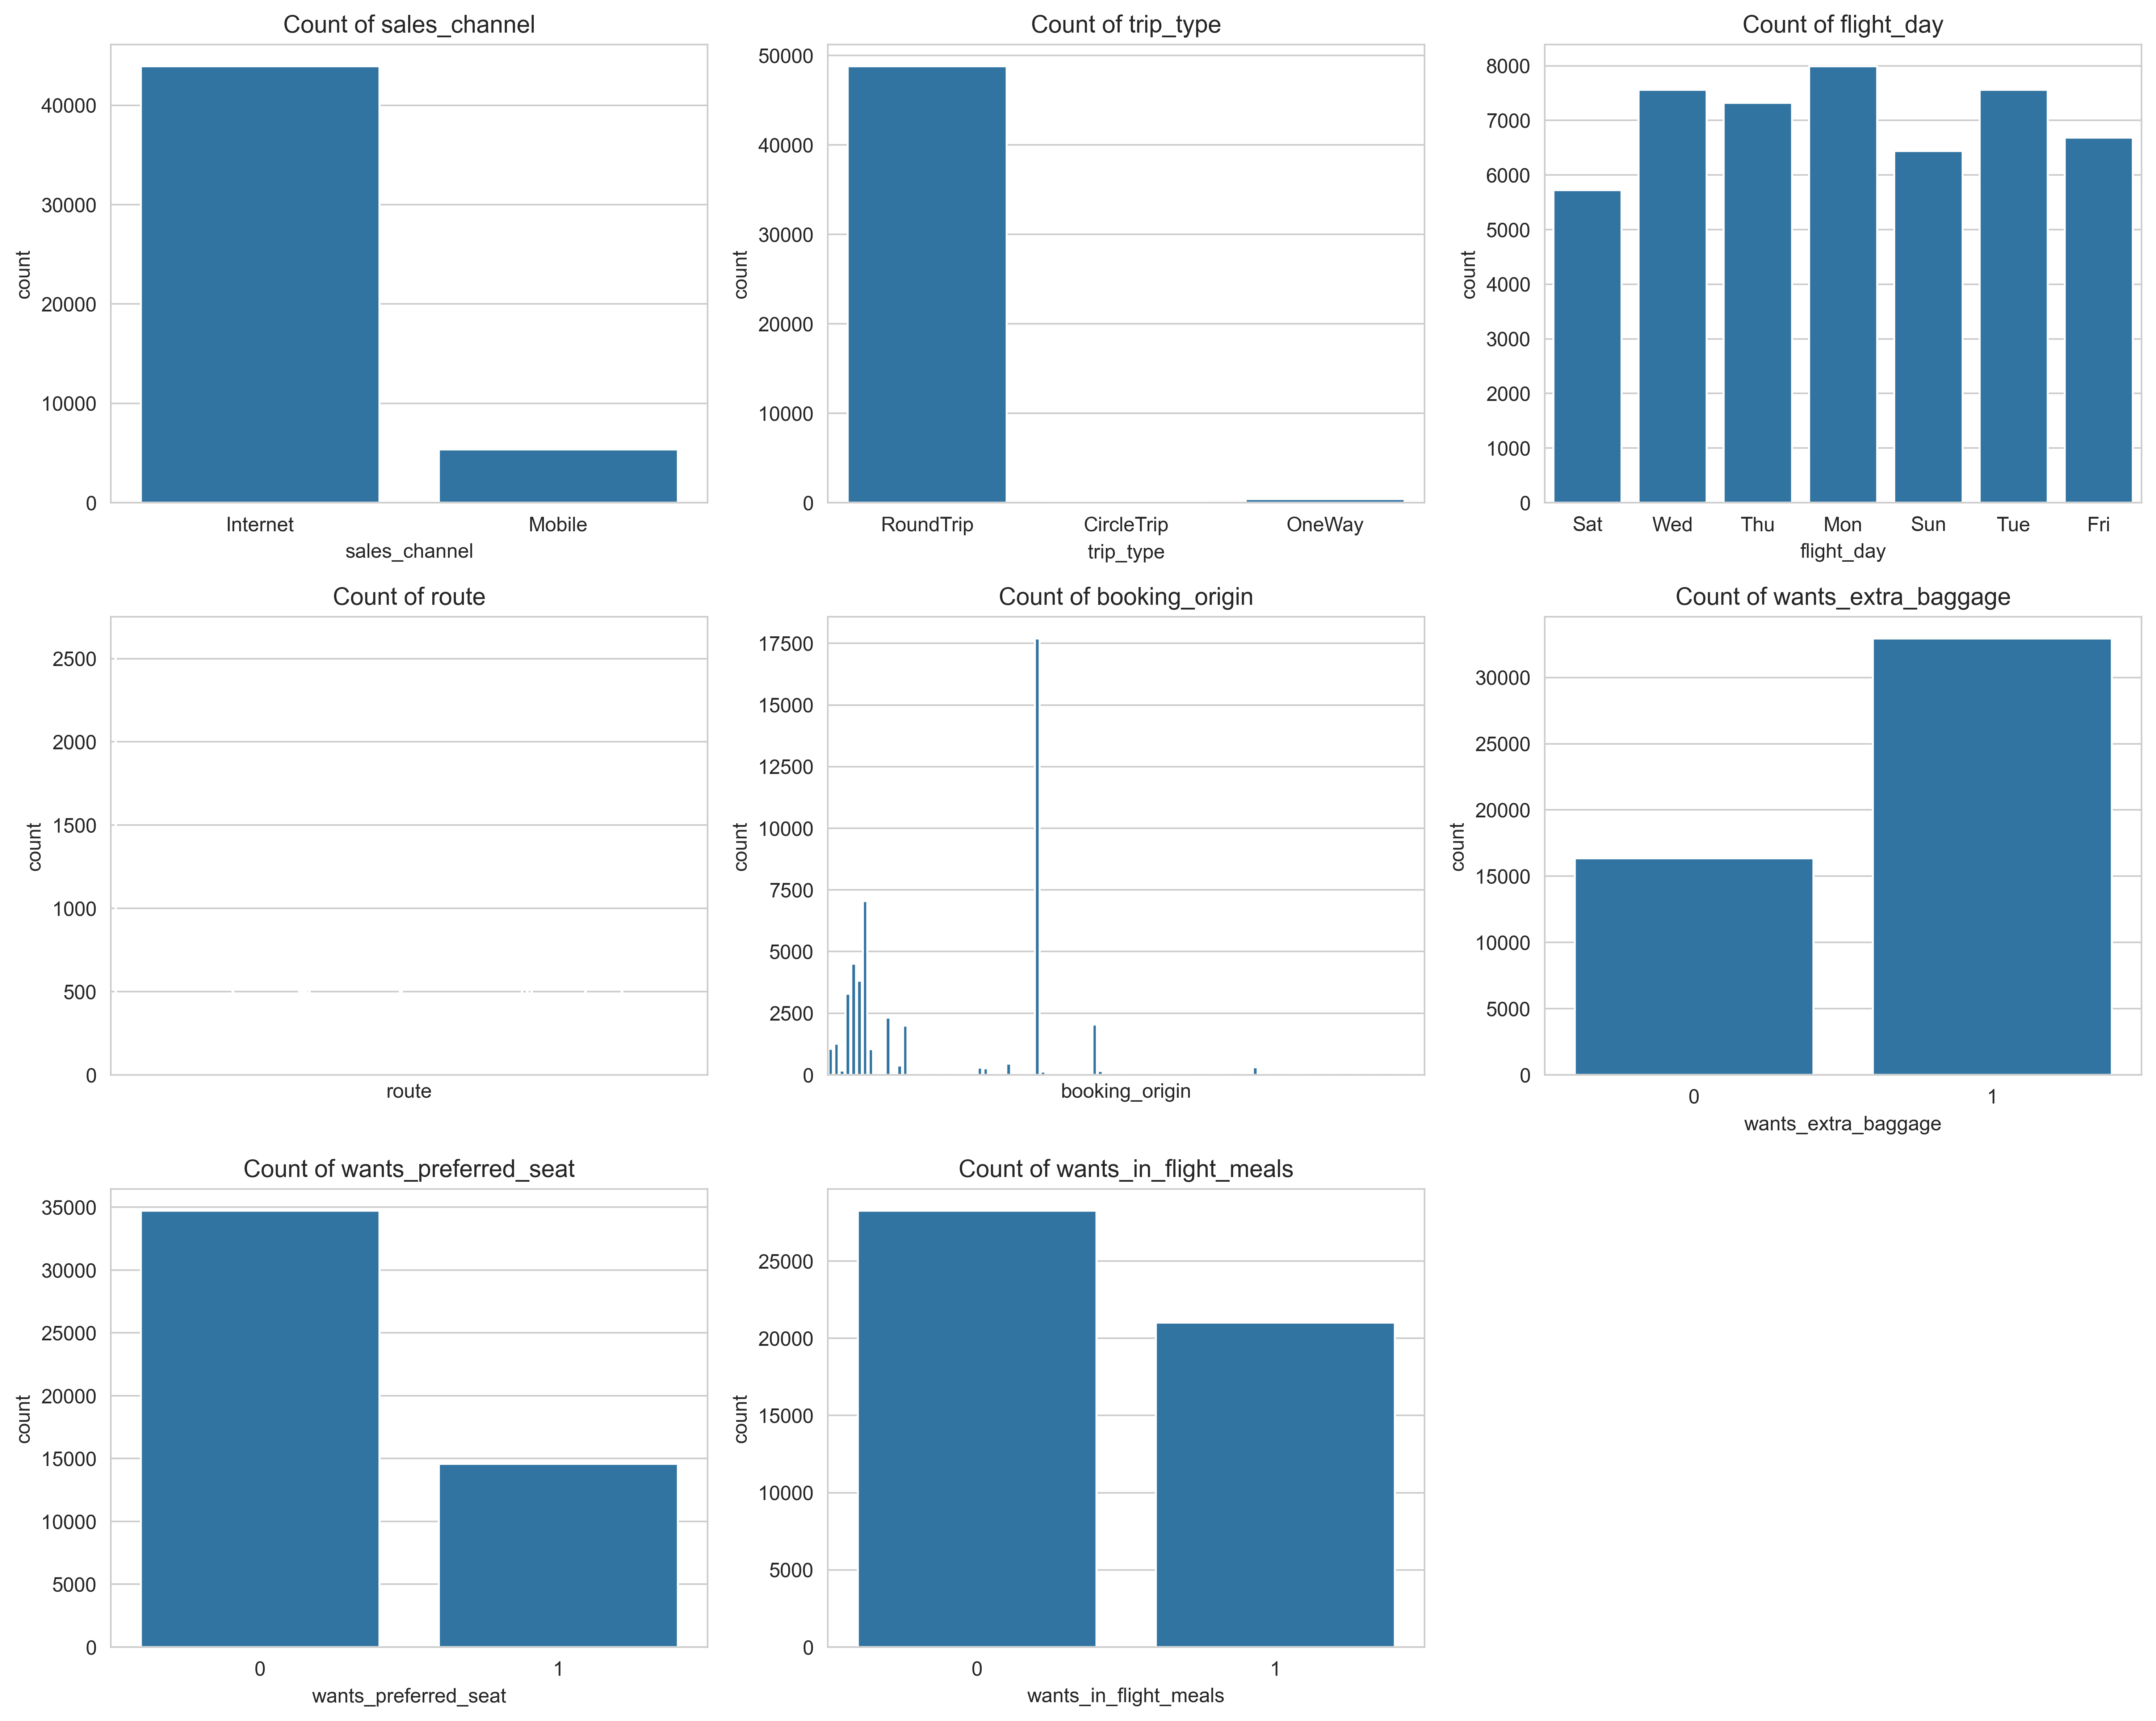 Count of sales_channel
count
40000
30000
20000
10000
0
Internet
Mobile
sales_channel
Count of trip_type
count
50000
40000
30000
20000
10000
0
RoundTrip
CircleTrip
OneWay
trip_type
Count of flight_day
count
8000
7000
6000
5000
4000
3000
2000
1000
0
Sat
Wed
Thu
Mon
Sun
Tue
Fri
flight_day
Count of route
count
2500
2000
1500
1000
500
0
route
Count of booking_origin
count
17500
15000
12500
10000
7500
5000
2500
0
booking_origin
Count of wants_extra_baggage
count
30000
25000
20000
15000
10000
5000
0
0
1
wants_extra_baggage
Count of wants_preferred_seat
count
35000
30000
25000
20000
15000
10000
5000
0
0
1
wants_preferred_seat
Count of wants_in_flight_meals
count
25000
20000
15000
10000
5000
0
0
1
wants_in_flight_meals